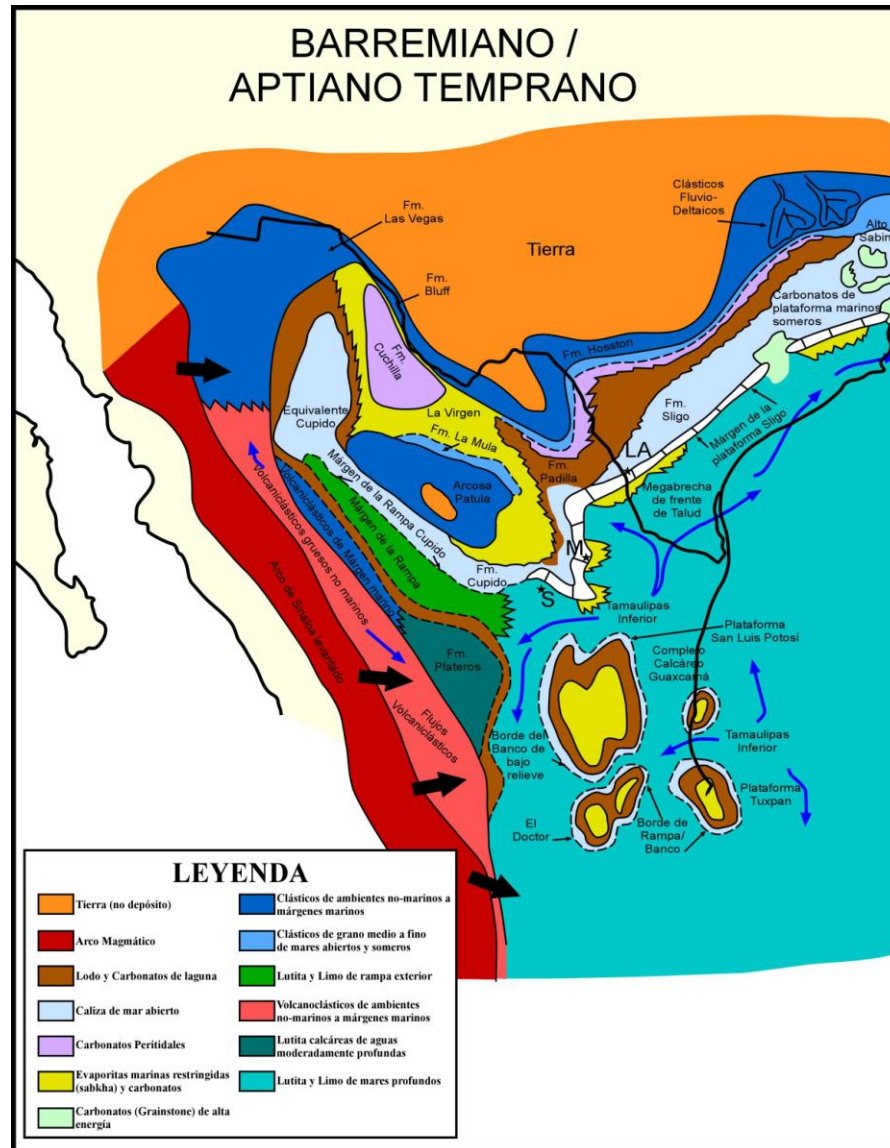 BARREMIANO /
APTIANO TEMPRANO
Fm.
Las Vegas
Clásticos
Fluvio-
Deltaicos
Alto
Sabin
Tierra
Fm.
Bluff
Carbonatos de
plataforma marinos
someros
Fm. Hosston
Fm.
Cuchilla
Equivalente
Cupido
La Virgen
Fm. La Mula
Fm.
Sligo
Márgen de la
plataforma Sligo
LA
Fm.
Padilla
Megabrecha
de frente
de Talud
Arcosa
Patula
Márgen de la Rampa Cupido
Márgen de la Rampa
Volcaniclásticos de Margen marino
Volcaniclásticos gruesos no marinos
Arco de Sinaloa levantado
M
Fm.
Cupido
S
Tamaulipas
Inferior
Plataforma
San Luis Potosí
Complejo
Calcáreo
Guaxcamá
Fm.
Plateros
Flujos
Volcaniclásticos
Borde del
Banco de
bajo
relieve
Tamaulipas
Inferior
Plataforma
Tuxpan
El
Doctor
Borde de
Rampa/
Banco
LEYENDA
Tierra (no depósito)
Arco Magmático
Lodo y Carbonatos de laguna
Caliza de mar abierto
Carbonatos Peritidales
Evaporitas marinas restringidas
(sabkha) y carbonatos
Carbonatos (Grainstone) de alta
energía
Clásticos de ambientes no-marinos a
márgenes marinos
Clásticos de grano medio a fino
de mares abiertos y someros
Lutita y Limo de rampa exterior
Volcanoclásticos de ambientes
no-marinos a márgenes marinos
Lutita calcáreas de aguas
moderadamente profundas
Lutita y Limo de mares profundos